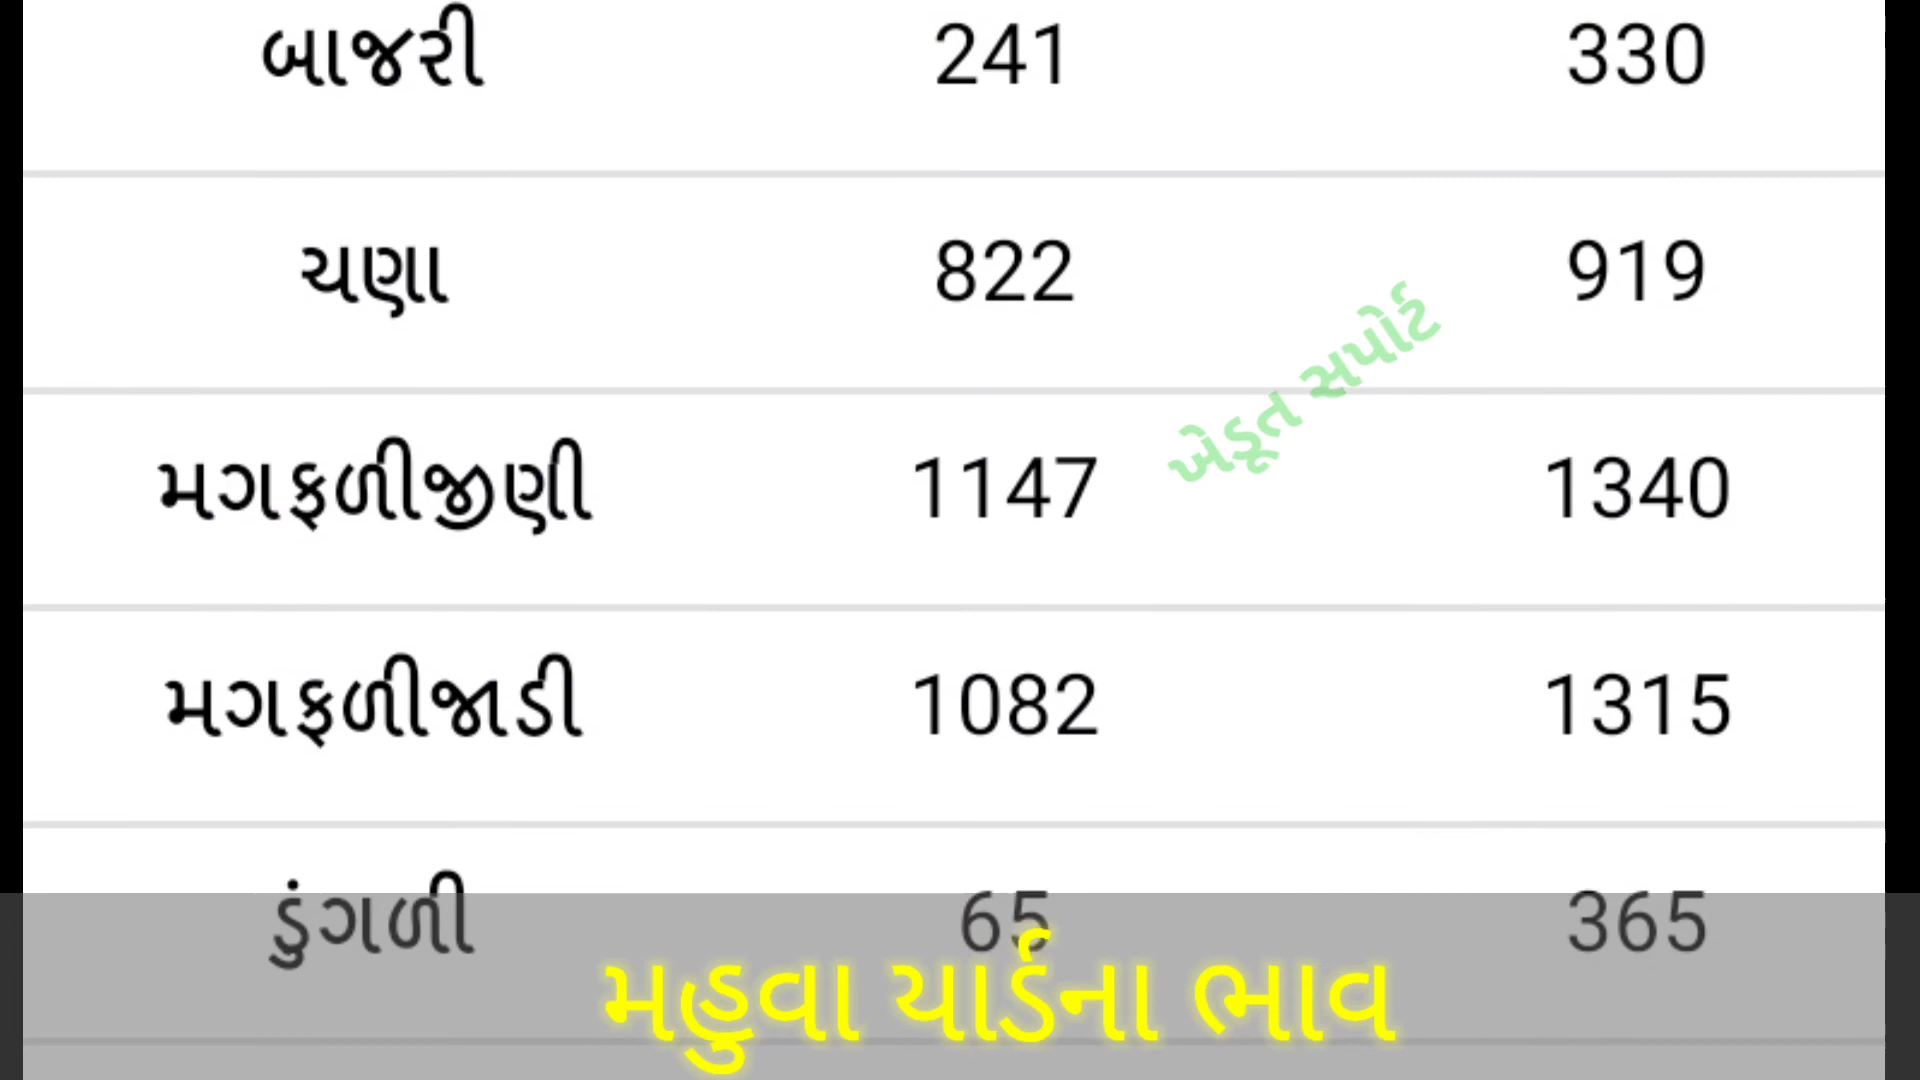 બાજરી 241 330
ચણા 822 919
ખેડૂત સપોર્ટ
મગફળીજીણી 1147 1340
મગફળીજાડી 1082 1315
ડુંગળી 65 365
મહુવા યાર્ડના ભાવ